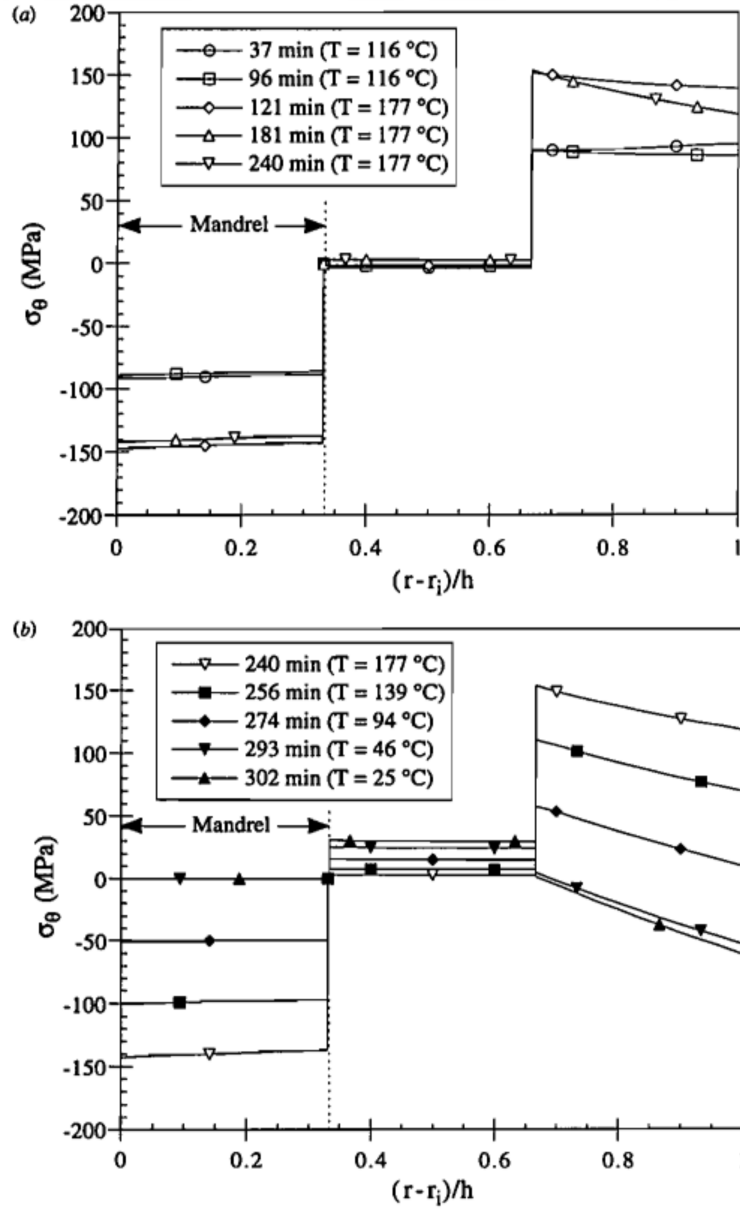 (a)
200
150
100
50
0
-50
-100
-150
-200
σθ (MPa)
37 min (T = 116 °C)
96 min (T = 116 °C)
121 min (T = 177 °C)
181 min (T = 177 °C)
240 min (T = 177 °C)
Mandrel
0 0.2 0.4 0.6 0.8 1
(r-ri)/h
(b)
200
150
100
50
0
-50
-100
-150
-200
σθ (MPa)
240 min (T = 177 °C)
256 min (T = 139 °C)
274 min (T = 94 °C)
293 min (T = 46 °C)
302 min (T = 25 °C)
Mandrel
0 0.2 0.4 0.6 0.8
(r-ri)/h